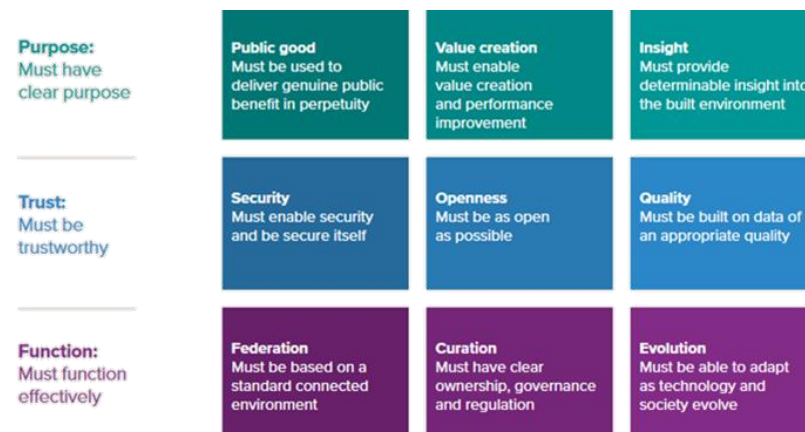 Purpose:
Must have
clear purpose
Public good
Must be used to
deliver genuine public
benefit in perpetuity
Value creation
Must enable
value creation
and performance
improvement
Insight
Must provide
determinable insight into
the built environment
Trust:
Must be
trustworthy
Security
Must enable security
and be secure itself
Openness
Must be as open
as possible
Quality
Must be built on data of
an appropriate quality
Function:
Must function
effectively
Federation
Must be based on a
standard connected
environment
Curation
Must have clear
ownership, governance
and regulation
Evolution
Must be able to adapt
as technology and
society evolve